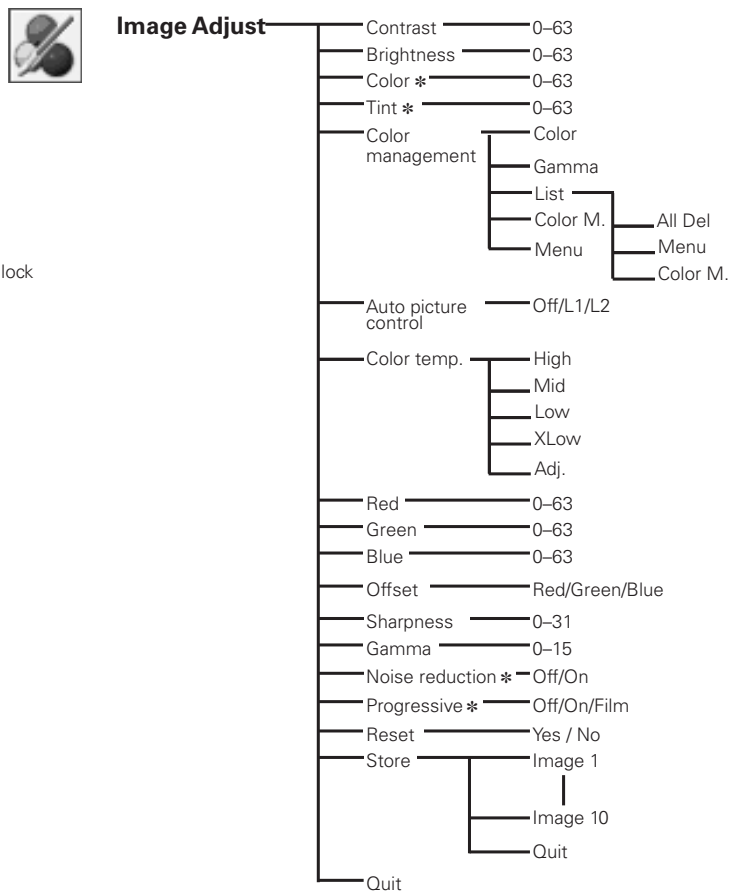 Image Adjust
Contrast 0–63
Brightness 0–63
Color ✻ 0–63
Tint ✻ 0–63
Color management Color
Gamma
List All Del
Menu
Color M.
Color M.
Menu
lock
Auto picture control Off/L1/L2
Color temp. High
Mid
Low
XLow
Adj.
Red 0–63
Green 0–63
Blue 0–63
Offset Red/Green/Blue
Sharpness 0–31
Gamma 0–15
Noise reduction ✻ Off/On
Progressive ✻ Off/On/Film
Reset Yes / No
Store Image 1
Image 10
Quit
Quit